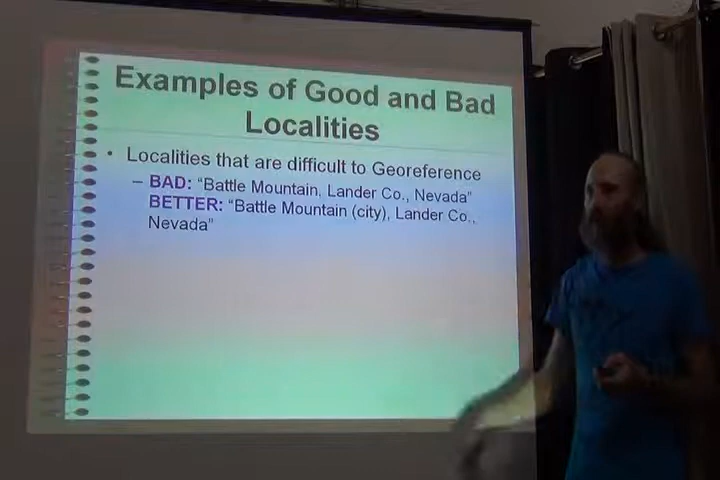 Examples of Good and Bad
Localities
• Localities that are difficult to Georeference
– BAD: “Battle Mountain, Lander Co., Nevada”
BETTER: “Battle Mountain (city), Lander Co.,
Nevada”